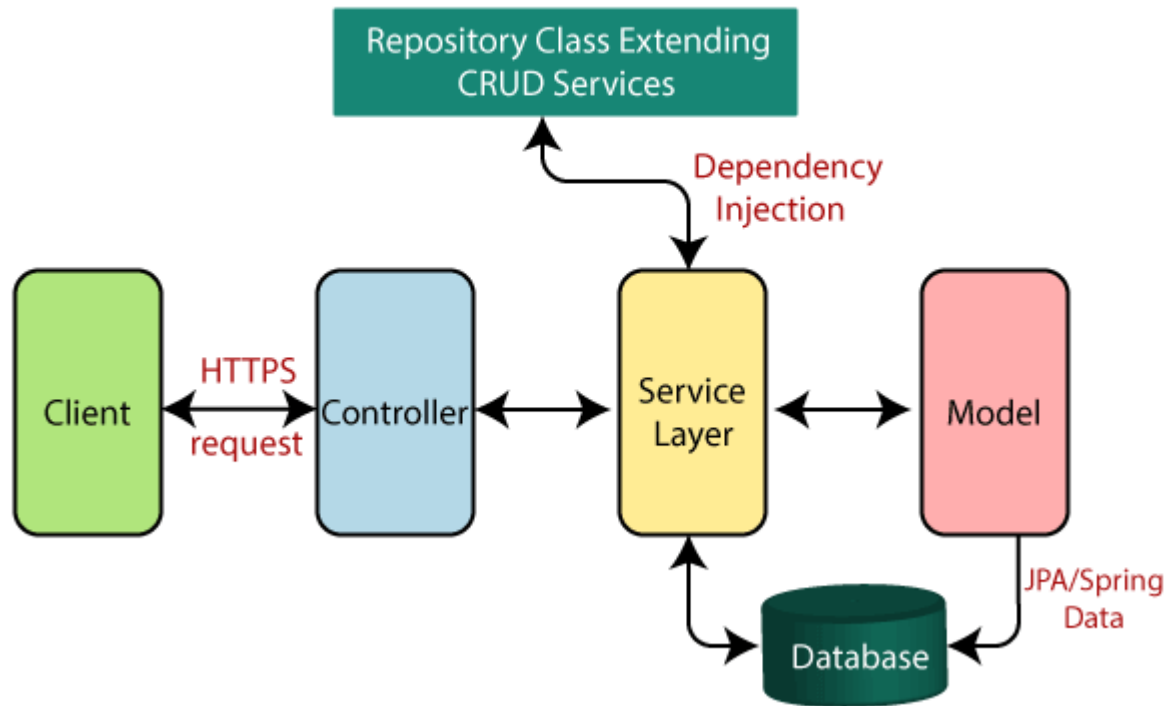 Repository Class Extending
CRUD Services
Dependency
Injection
Client
HTTPS
request
Controller
Service
Layer
Model
JPA/Spring
Data
Database